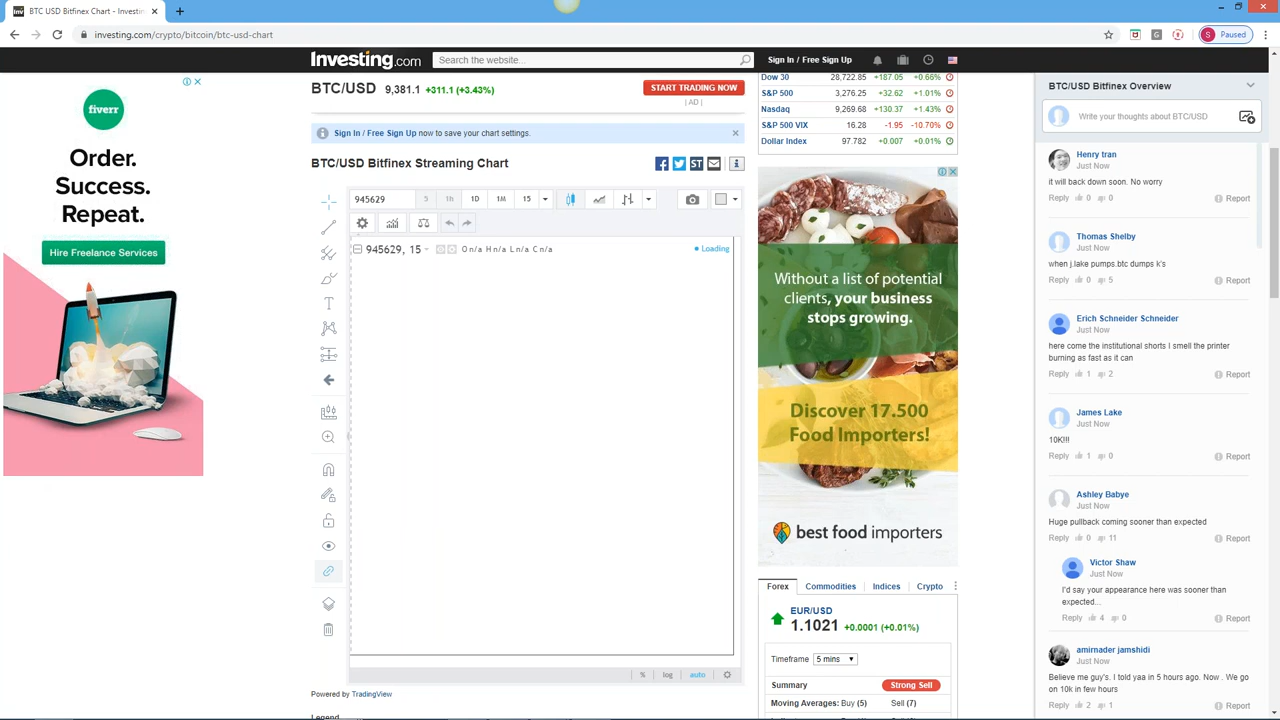 BTC USD Bitfinex Chart - Investin
investing.com/crypto/bitcoin/btc-usd-chart
S Paused
Investing.com
Search the website...
Sign In / Free Sign Up
fiverr
Order.
Success.
Repeat.
Hire Freelance Services
BTC/USD 9,381.1 +311.1 (+3.43%)
START TRADING NOW
| AD |
Sign In / Free Sign Up now to save your chart settings.
BTC/USD Bitfinex Streaming Chart
ST
945629 5 1h 1D 1M 15
945629, 15
O n/a H n/a L n/a C n/a
Loading
% log auto
Powered by TradingView
Legend
Dow 30 28,722.85 +187.05 +0.66%
S&P 500 3,276.25 +32.62 +1.01%
Nasdaq 9,269.68 +130.37 +1.43%
S&P 500 VIX 16.28 -1.95 -10.70%
Dollar Index 97.782 +0.007 +0.01%
Without a list of potential
clients, your business
stops growing.
Discover 17.500
Food Importers!
best food importers
Forex Commodities Indices Crypto
EUR/USD
1.1021 +0.0001 (+0.01%)
Timeframe 5 mins
Summary Strong Sell
Moving Averages: Buy (5) Sell (7)
BTC/USD Bitfinex Overview
Write your thoughts about BTC/USD
Henry tran
Just Now
it will back down soon. No worry
Reply 0 0 Report
Thomas Shelby
Just Now
when j.lake pumps.btc dumps k's
Reply 0 5 Report
Erich Schneider Schneider
Just Now
here come the institutional shorts I smell the printer
burning as fast as it can
Reply 1 2 Report
James Lake
Just Now
10K!!!
Reply 1 0 Report
Ashley Babye
Just Now
Huge pullback coming sooner than expected
Reply 0 11 Report
Victor Shaw
Just Now
I'd say your appearance here was sooner than
expected...
Reply 4 0 Report
amirnader jamshidi
Just Now
Believe me guy's. I told yaa in 5 hours ago. Now . We go
on 10k in few hours
Reply 2 1 Report